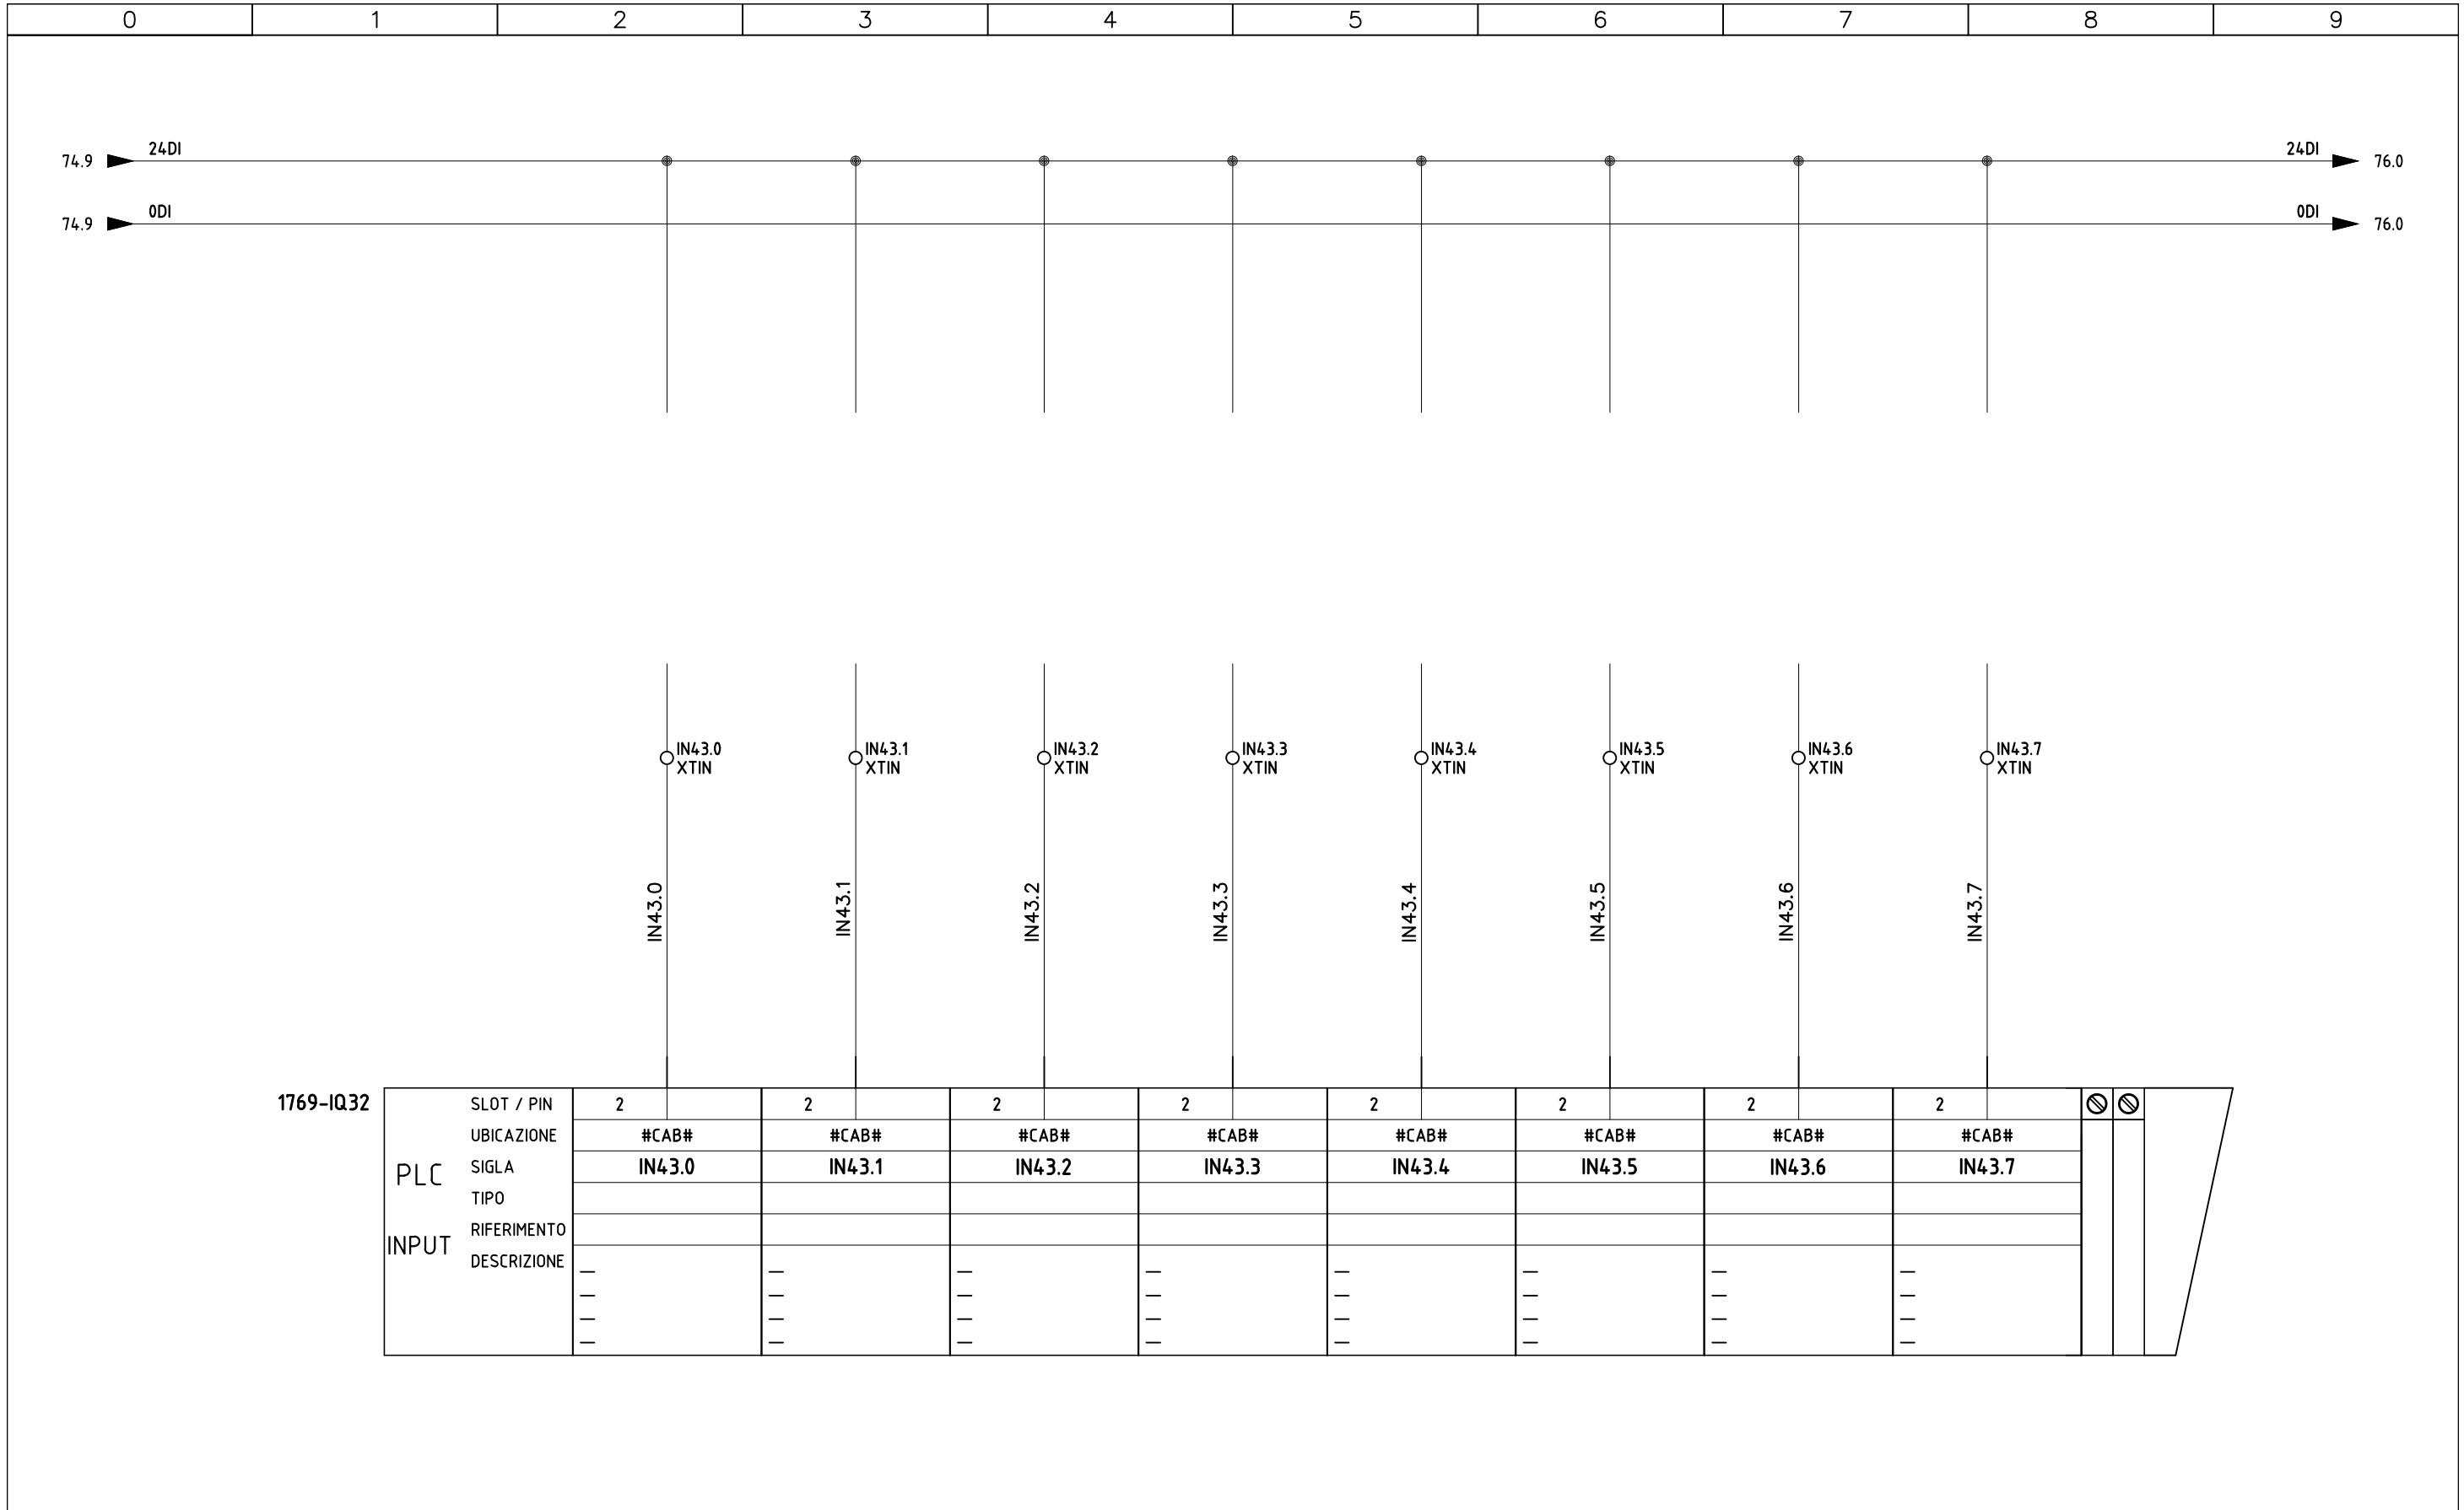 0 1 2 3 4 5 6 7 8 9
24DI 24DI
74.9 76.0
0DI 0DI
74.9 76.0
IN43.0 IN43.1 IN43.2 IN43.3 IN43.4 IN43.5 IN43.6 IN43.7
XTIN XTIN XTIN XTIN XTIN XTIN XTIN XTIN
IN43.0 IN43.1 IN43.2 IN43.3 IN43.4 IN43.5 IN43.6 IN43.7
1769-IQ32 SLOT / PIN 2 2 2 2 2 2 2 2
UBICAZIONE #CAB# #CAB# #CAB# #CAB# #CAB# #CAB# #CAB# #CAB#
PLC SIGLA IN43.0 IN43.1 IN43.2 IN43.3 IN43.4 IN43.5 IN43.6 IN43.7
TIPO
INPUT RIFERIMENTO
DESCRIZIONE
— — — — — — — —
— — — — — — — —
— — — — — — — —
— — — — — — — —